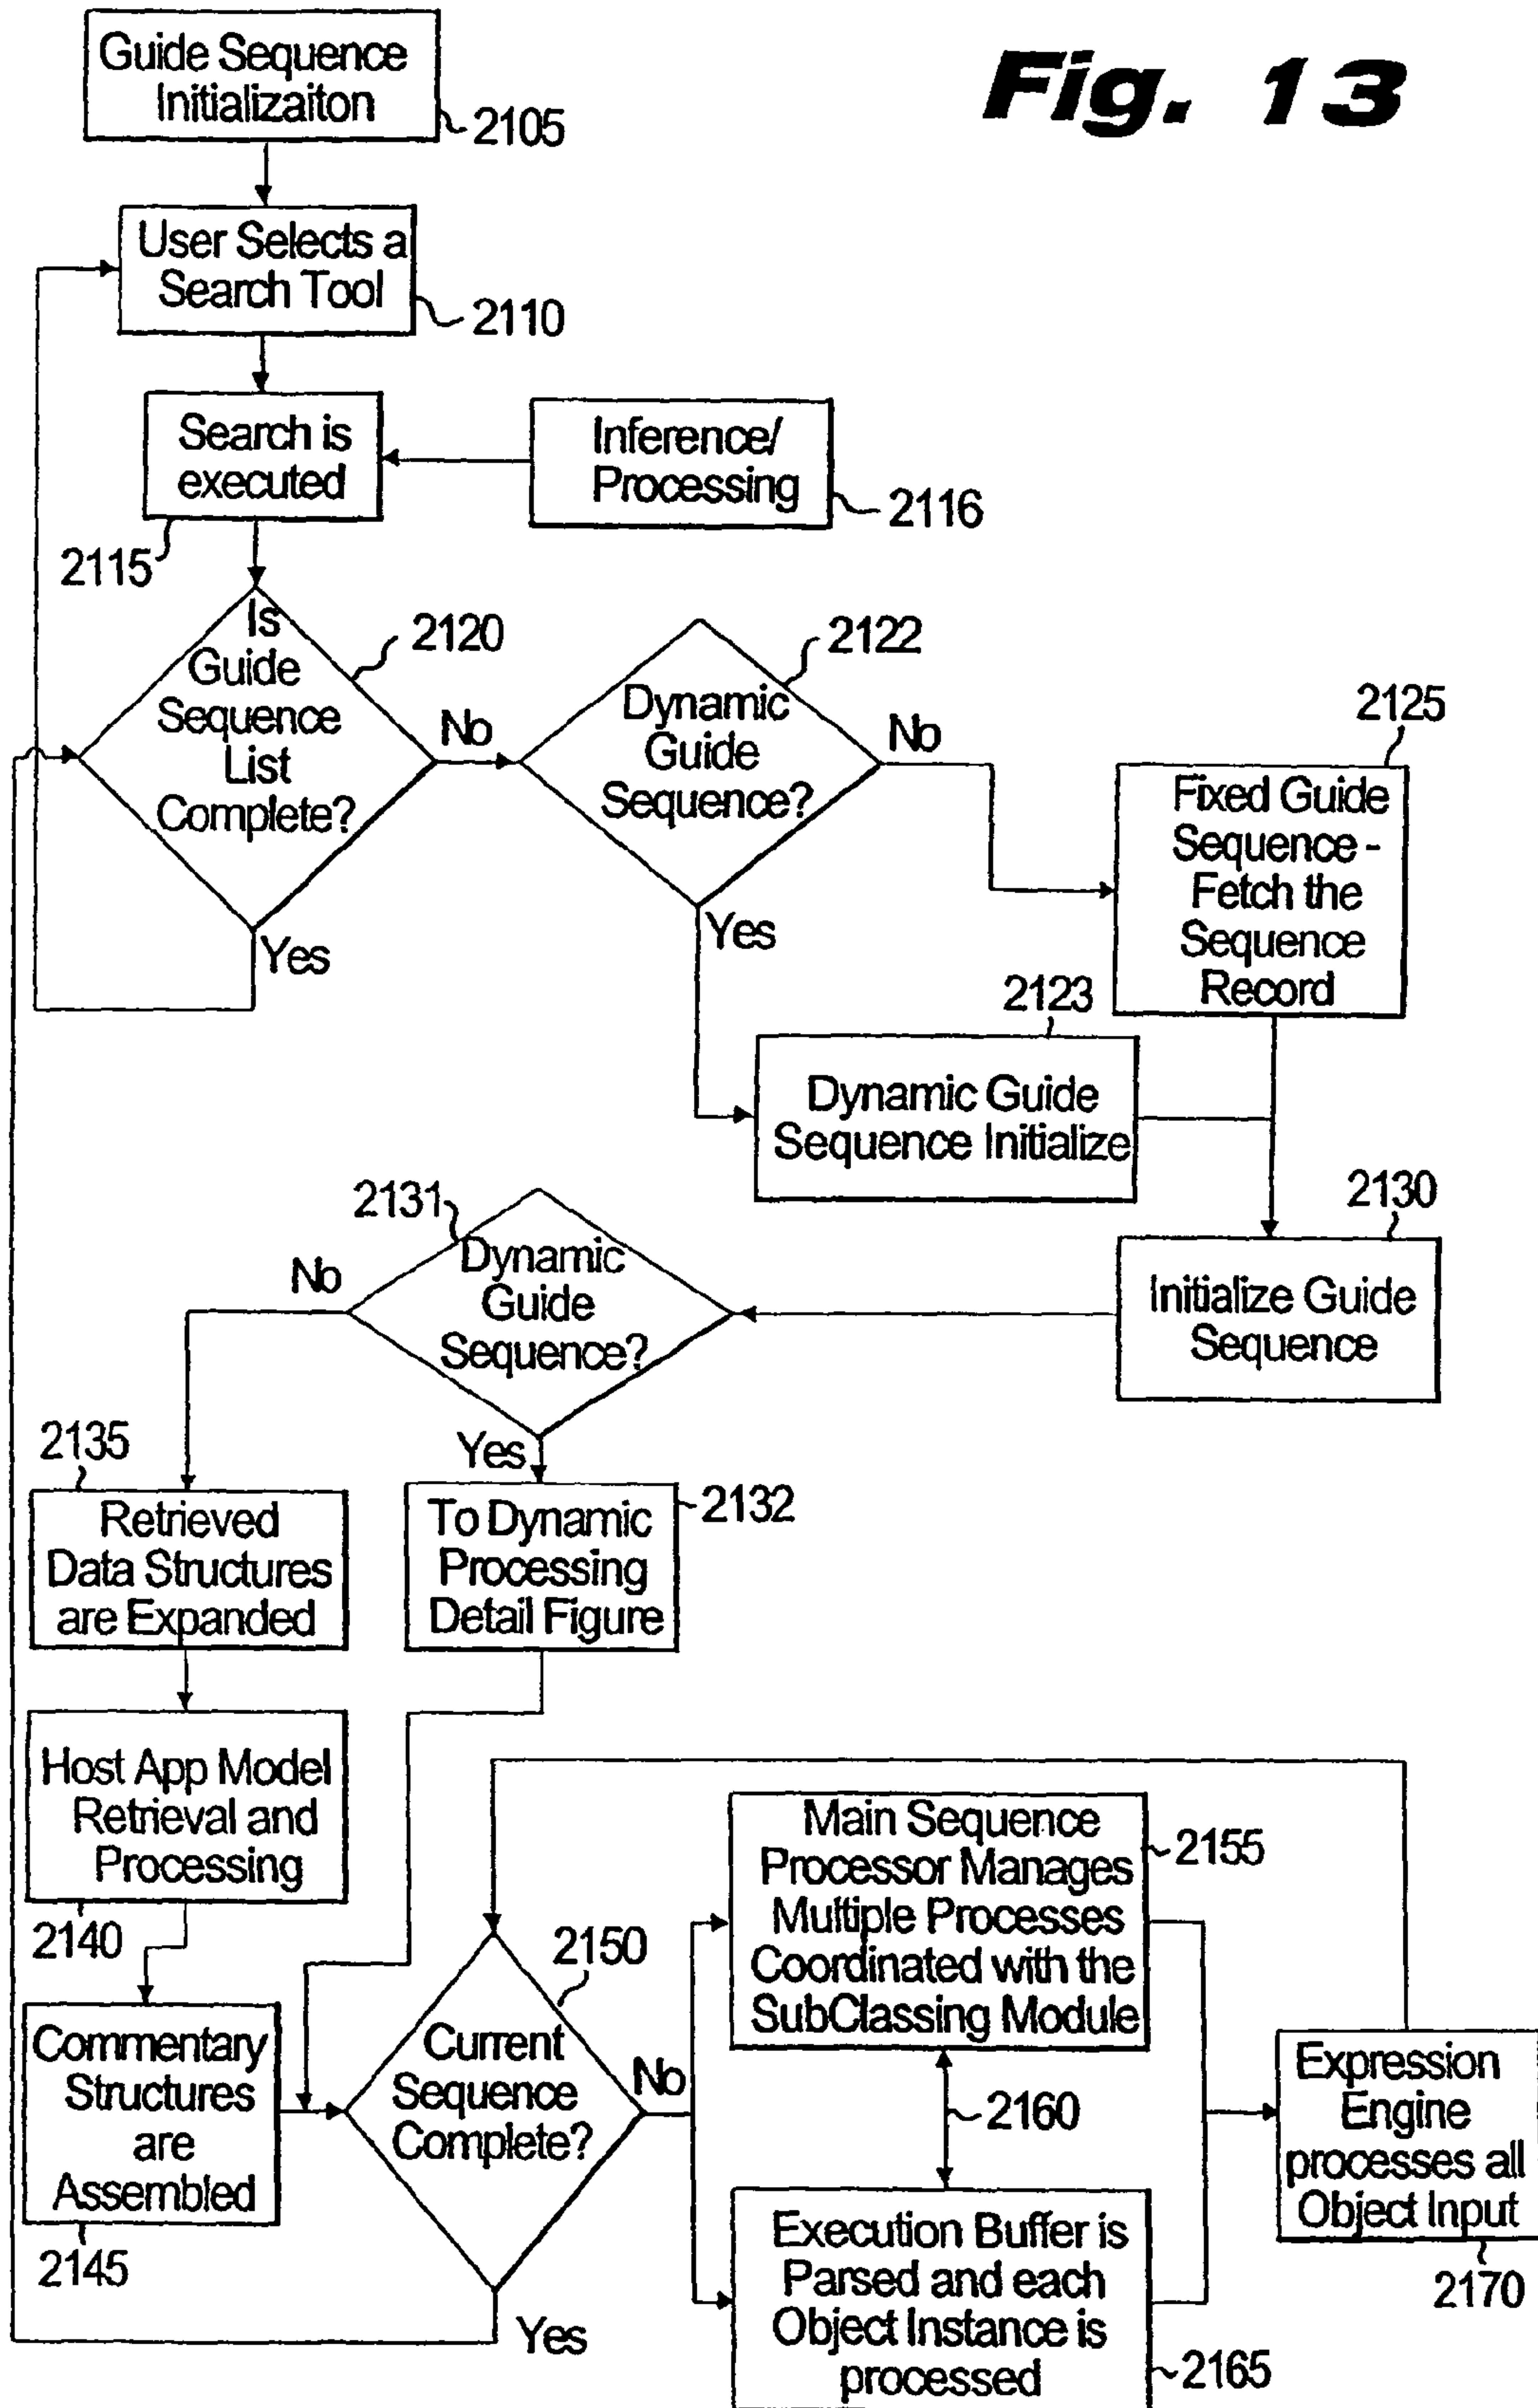 Fig. 13
Guide Sequence
Initializaiton
2105
User Selects a
Search Tool
2110
Search is
executed
2115
Inference/
Processing
2116
Is
Guide
Sequence
List
Complete?
2120
No
Yes
Dynamic
Guide
Sequence?
2122
No
Yes
2125
Fixed Guide
Sequence -
Fetch the
Sequence
Record
2123
Dynamic Guide
Sequence Initialize
2130
Initialize Guide
Sequence
2131
Dynamic
Guide
Sequence?
No
Yes
2135
Retrieved
Data Structures
are Expanded
To Dynamic
Processing
Detail Figure
2132
Host App Model
Retrieval and
Processing
2140
Commentary
Structures
are
Assembled
2145
Current
Sequence
Complete?
2150
No
Yes
Main Sequence
Processor Manages
Multiple Processes
Coordinated with the
SubClassing Module
2155
2160
Execution Buffer is
Parsed and each
Object Instance is
processed
2165
Expression
Engine
processes all
Object Input
2170